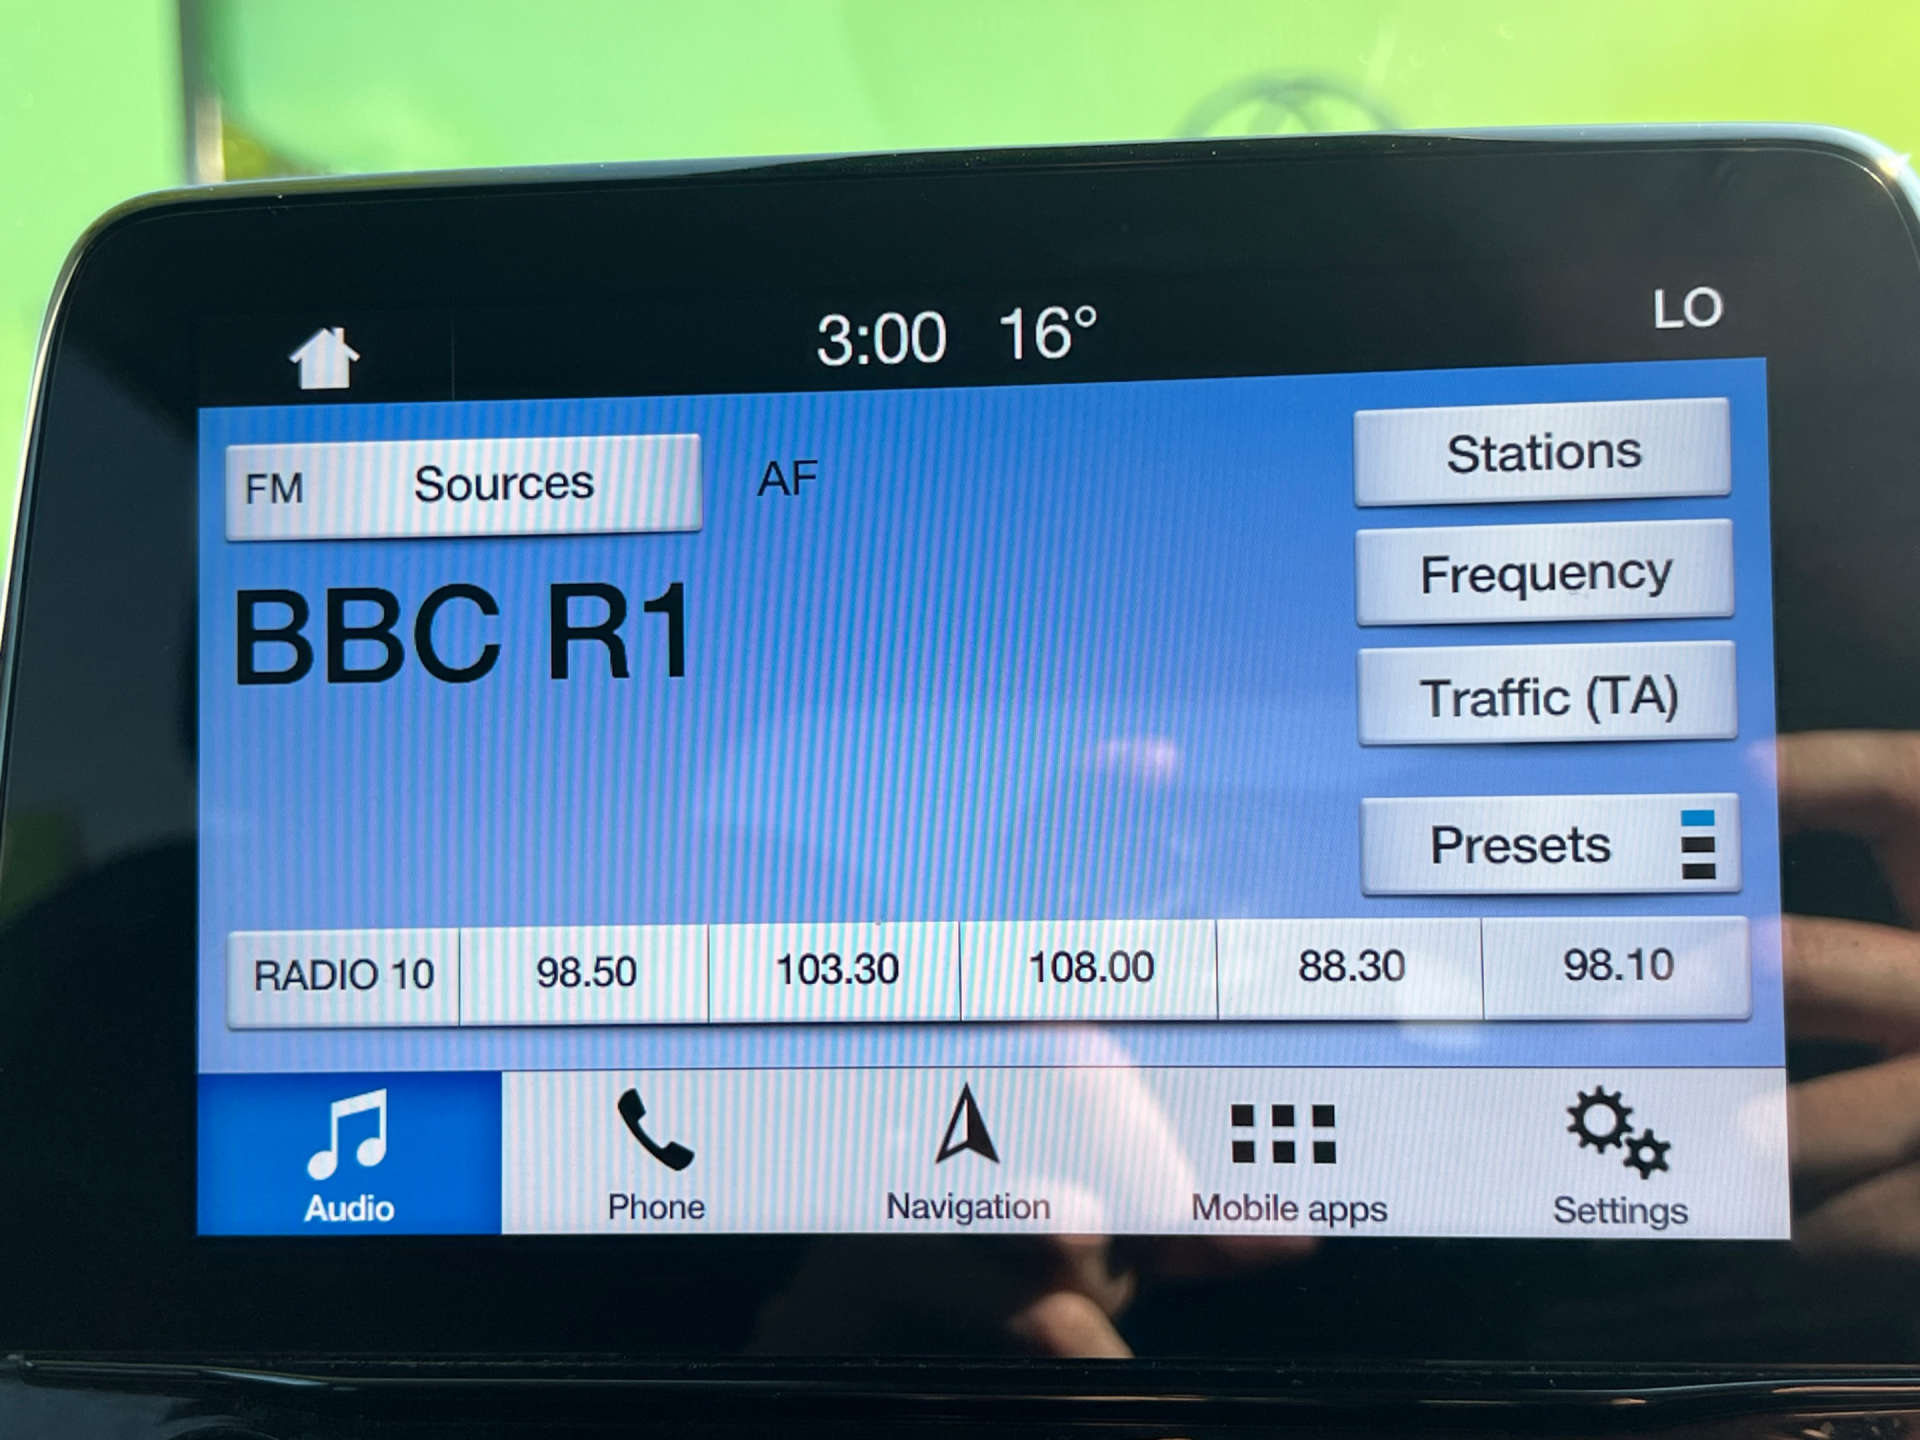 3:00 16° LO
FM Sources AF Stations
BBC R1
Frequency
Traffic (TA)
Presets
RADIO 10 98.50 103.30 108.00 88.30 98.10
Audio Phone Navigation Mobile apps Settings